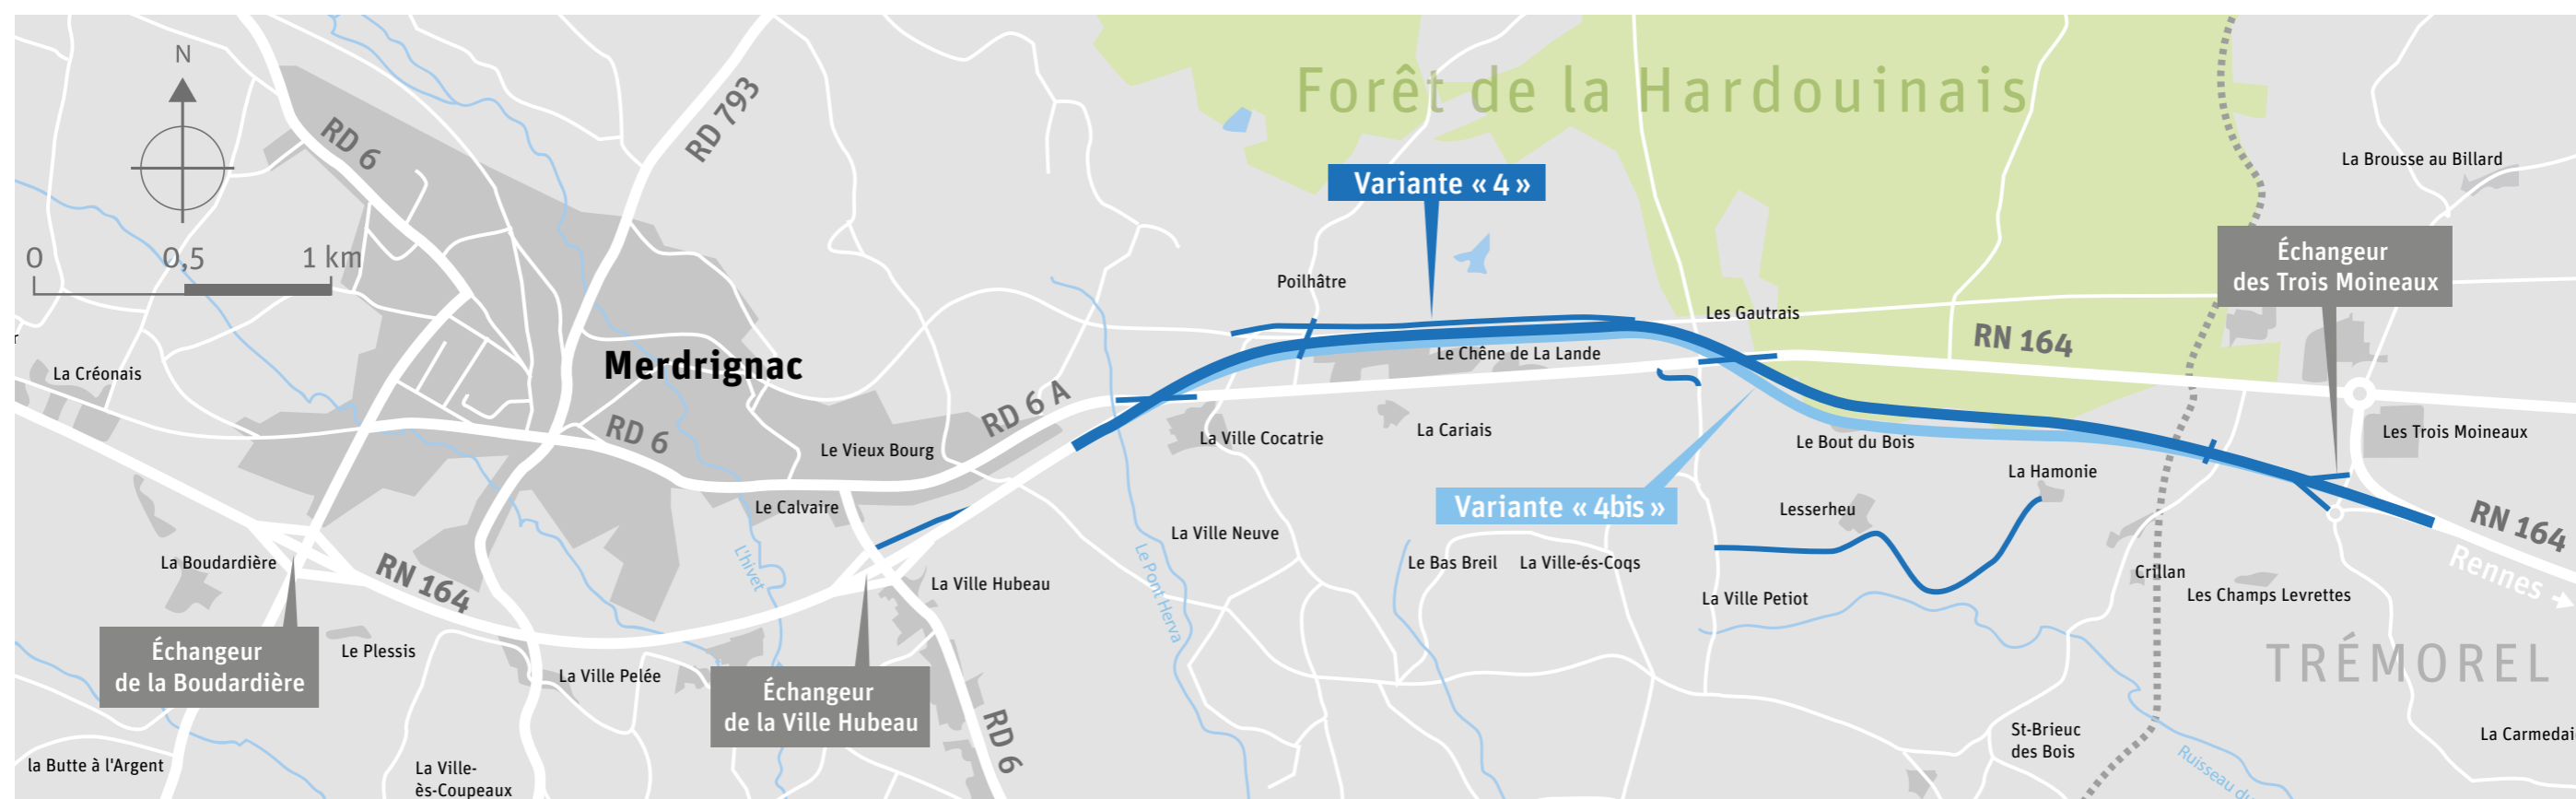 N
0
0,5
1 km
RD 6
RD 793
Forêt de la Hardouinais
La Brousse au Billard
Variante « 4 »
Échangeur
des Trois Moineaux
Poilhâtre
Les Gautrais
RN 164
r
La Créonais
Merdrignac
Le Chêne de La Lande
RD 6 A
RD 6
Le Vieux Bourg
La Ville Cocatrie
La Cariais
Le Bout du Bois
Les Trois Moineaux
La Hamonie
Le Calvaire
Variante « 4bis »
Lesserheu
RN 164
La Boudardière
RN 164
L'hivet
La Ville Neuve
Le Pont Herva
Le Bas Breil
La Ville-és-Coqs
La Ville Hubeau
La Ville Petiot
Crillan
Les Champs Levrettes
Rennes
Échangeur
de la Boudardière
Le Plessis
La Ville Pelée
Échangeur
de la Ville Hubeau
RD 6
TRÉMOREL
St-Brieuc
des Bois
La Carmedai
la Butte à l'Argent
La Ville-
ès-Coupeaux
Ruisseau du